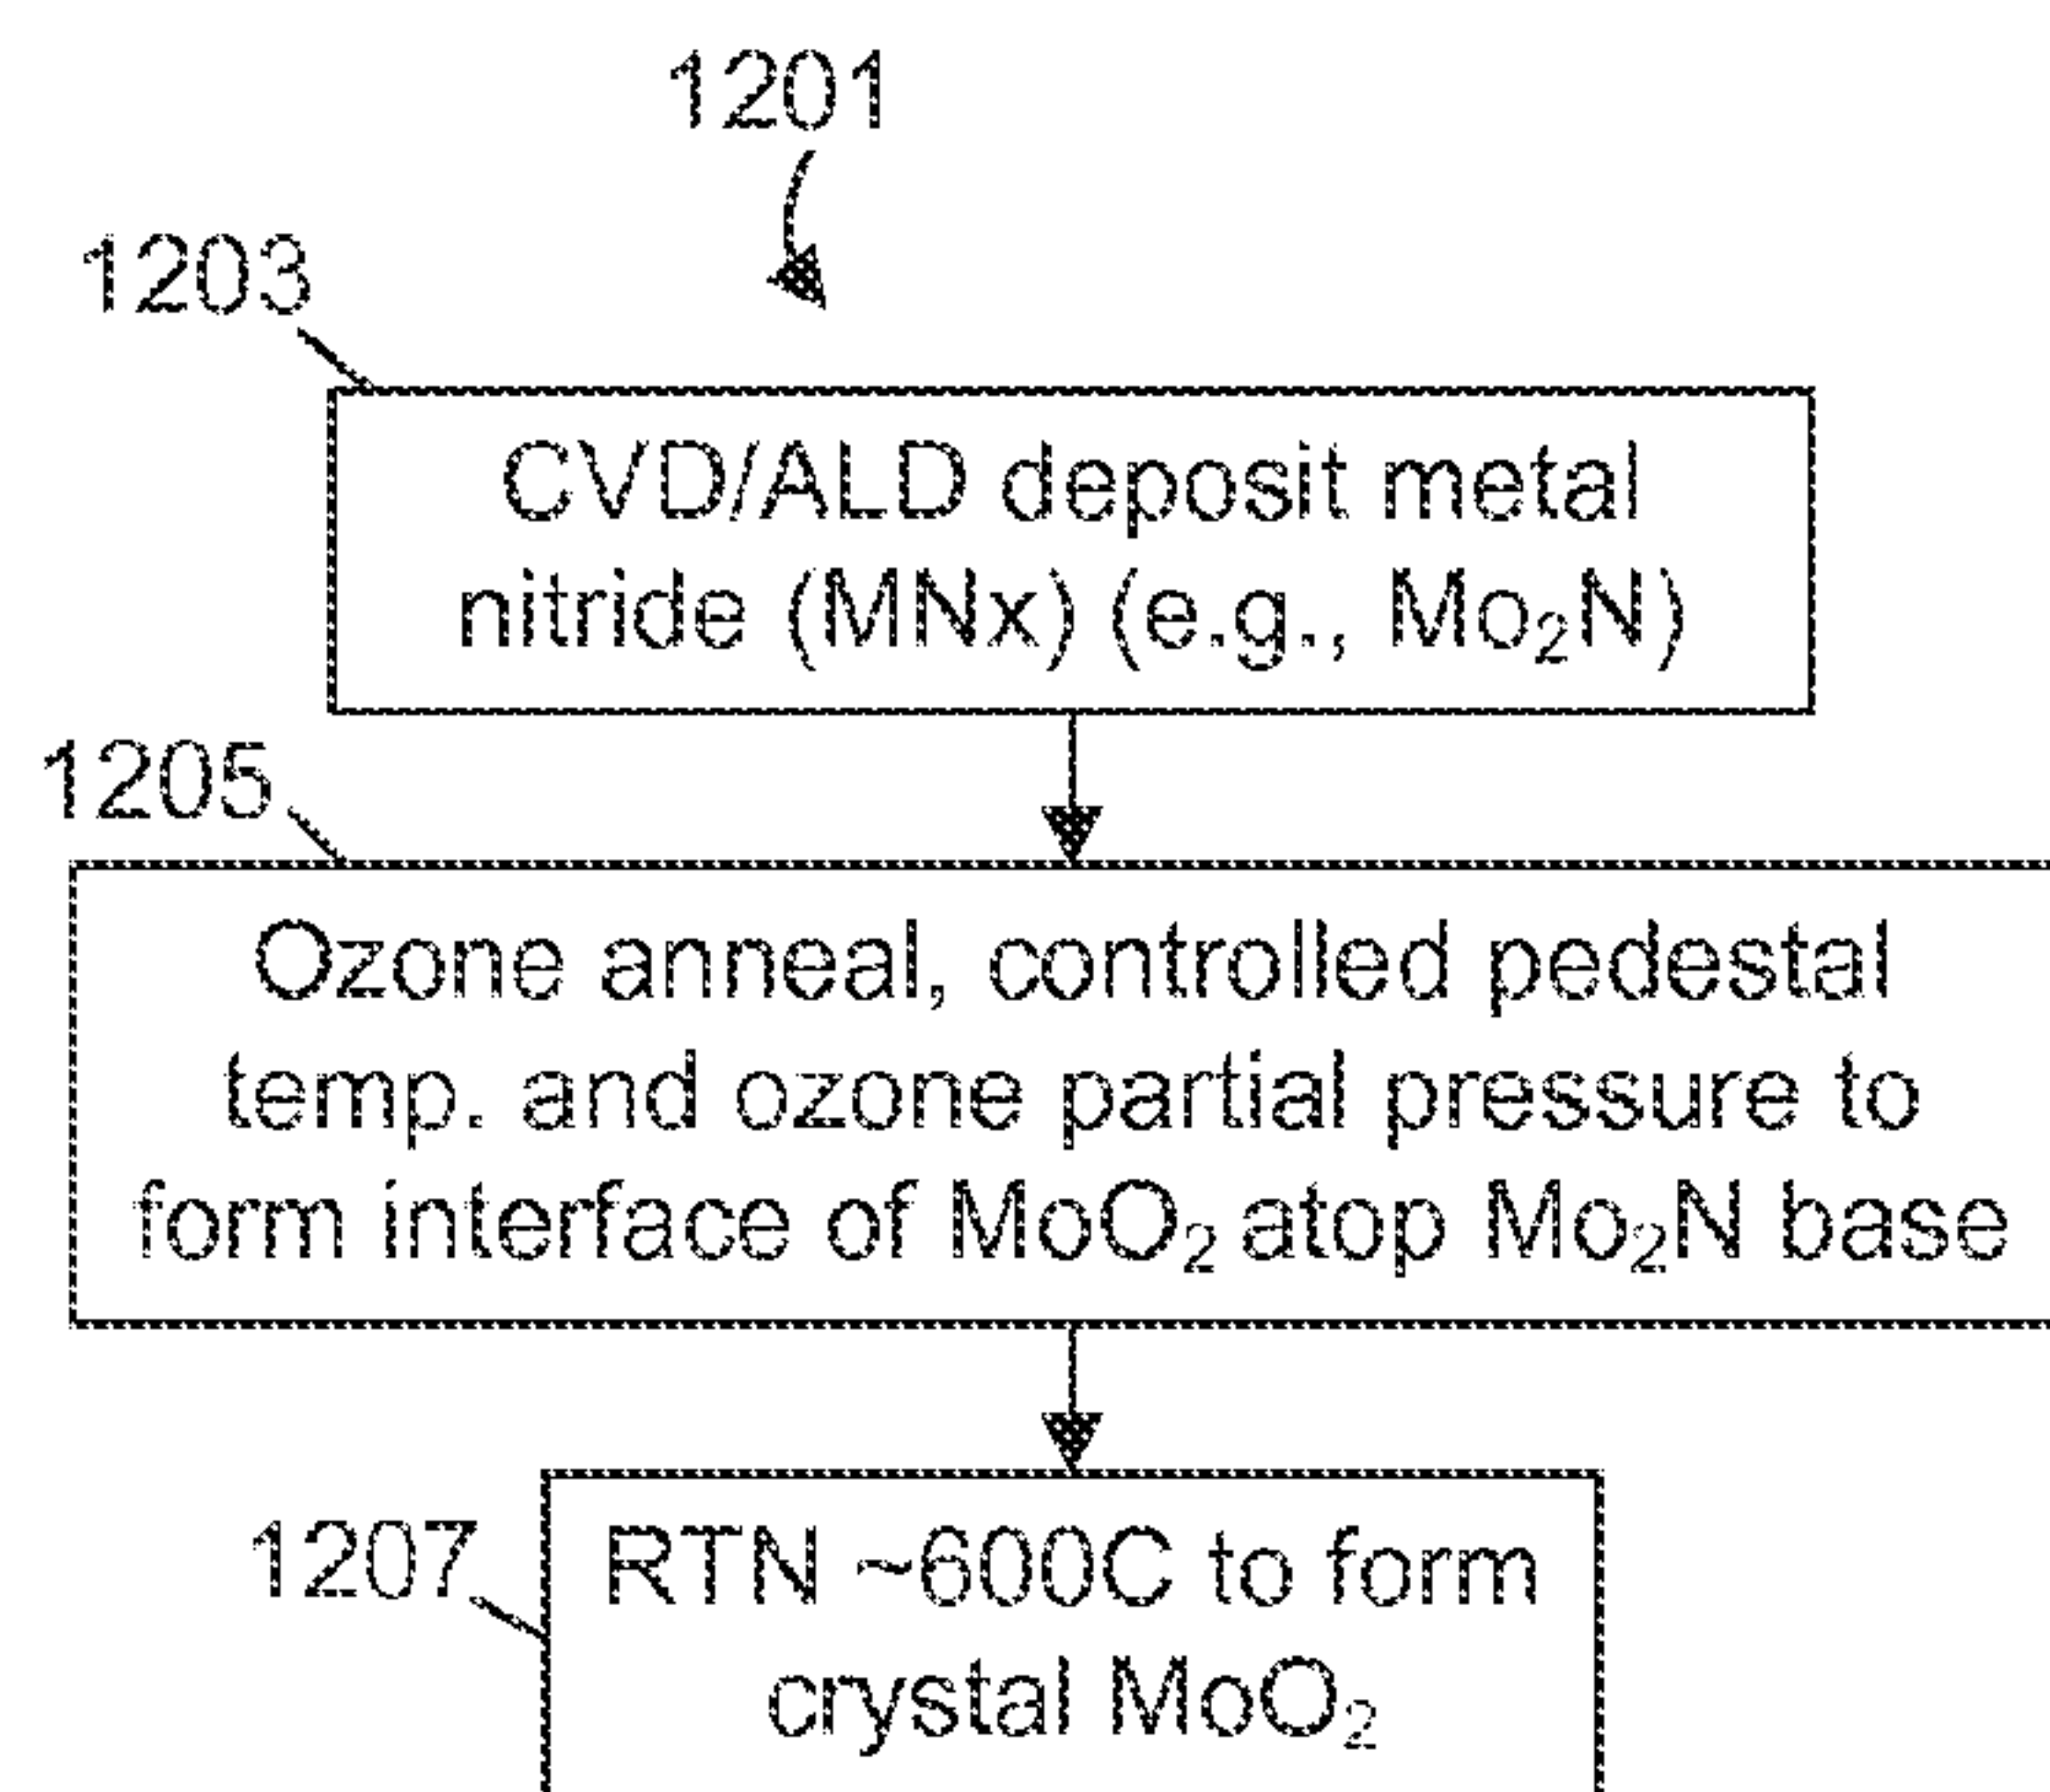 1201
1203
CVD/ALD deposit metal
nitride (MNx) (e.g., Mo₂N)
1205
Ozone anneal, controlled pedestal
temp. and ozone partial pressure to
form interface of MoO₂ atop Mo₂N base
1207
RTN ~600C to form
crystal MoO₂